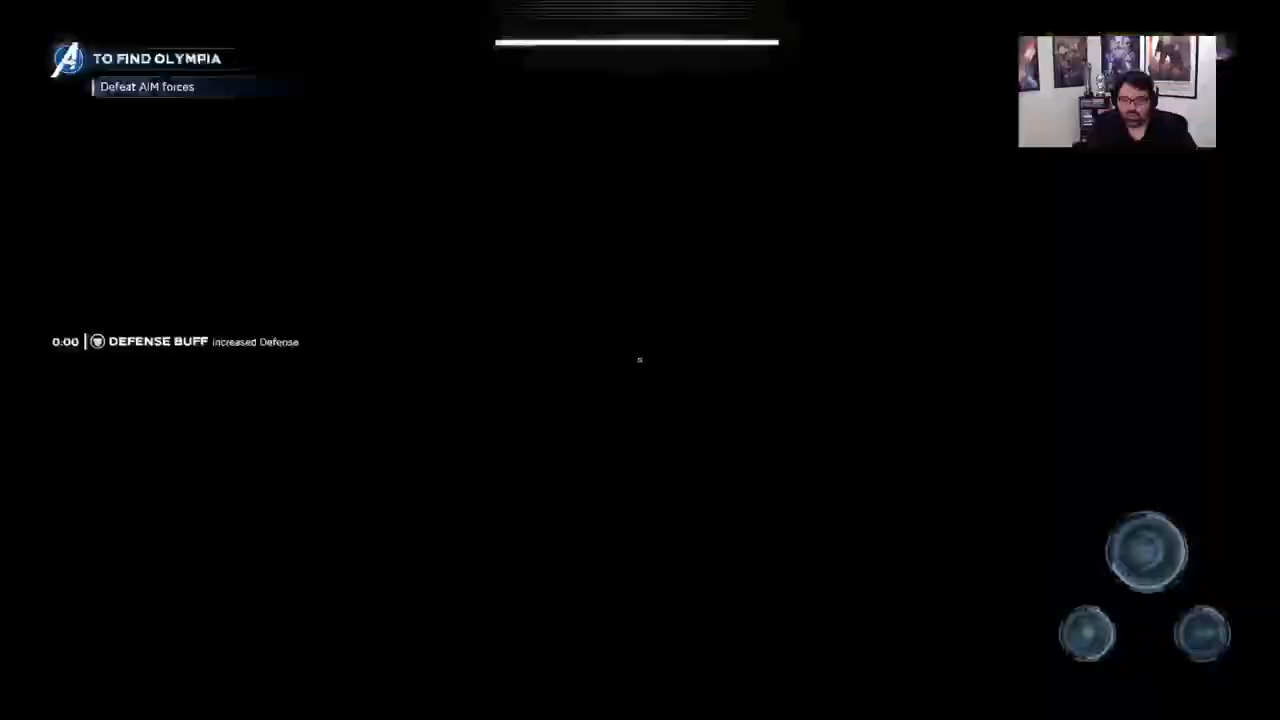 TO FIND OLYMPIA
Defeat AIM forces
0:00 DEFENSE BUFF Increased Defense